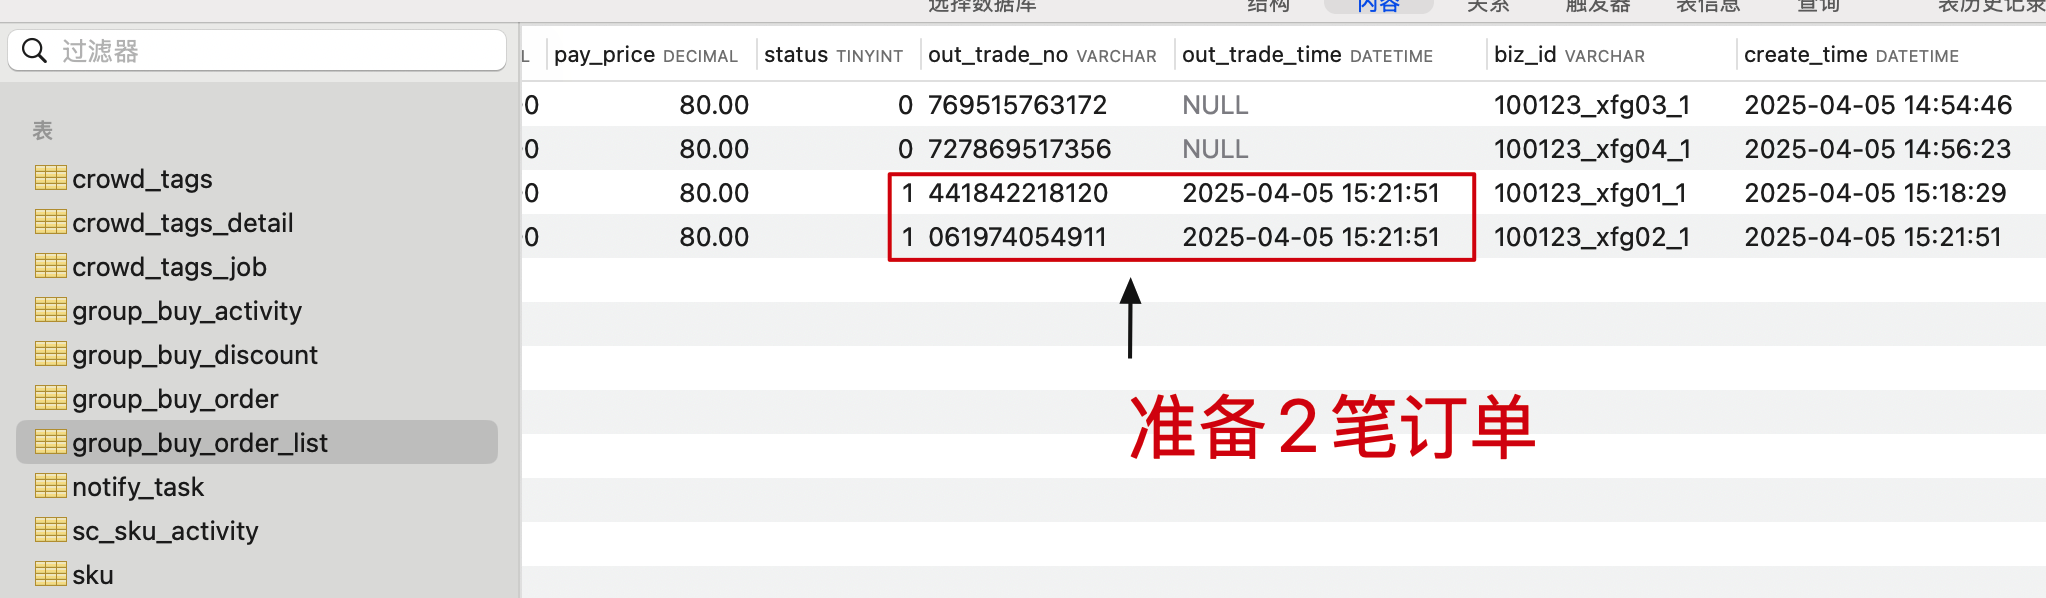 选择数据库 结构 内容 关系 触发器 表信息 查询 表历史记录
过滤器
表
crowd_tags
crowd_tags_detail
crowd_tags_job
group_buy_activity
group_buy_discount
group_buy_order
group_buy_order_list
notify_task
sc_sku_activity
sku
L pay_price DECIMAL status TINYINT out_trade_no VARCHAR out_trade_time DATETIME biz_id VARCHAR create_time DATETIME
0 80.00 0 769515763172 NULL 100123_xfg03_1 2025-04-05 14:54:46
0 80.00 0 727869517356 NULL 100123_xfg04_1 2025-04-05 14:56:23
0 80.00 1 441842218120 2025-04-05 15:21:51 100123_xfg01_1 2025-04-05 15:18:29
0 80.00 1 061974054911 2025-04-05 15:21:51 100123_xfg02_1 2025-04-05 15:21:51
准备2笔订单